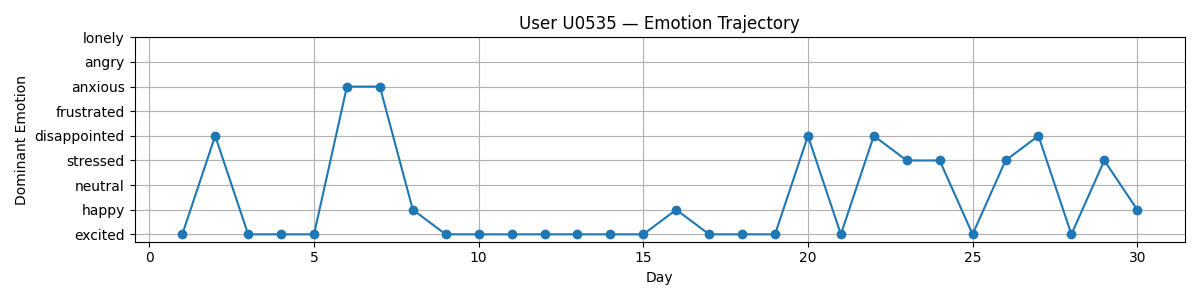 User U0535 — Emotion Trajectory
Dominant Emotion
lonely
angry
anxious
frustrated
disappointed
stressed
neutral
happy
excited
0 5 10 15 20 25 30
Day